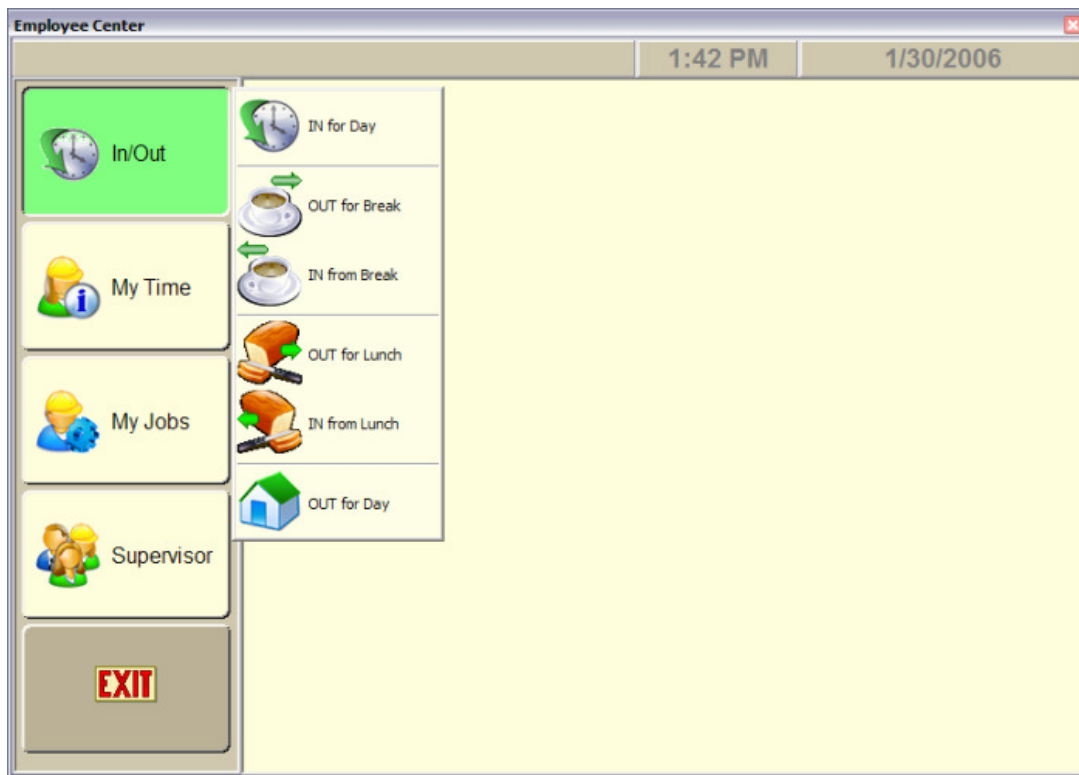 Employee Center
1:42 PM
1/30/2006
In/Out
My Time
My Jobs
Supervisor
EXIT
IN for Day
OUT for Break
IN from Break
OUT for Lunch
IN from Lunch
OUT for Day